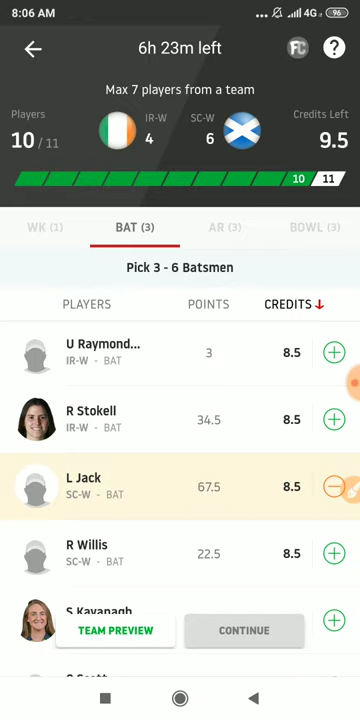 8:06 AM
4G
96
6h 23m left
FC
?
Max 7 players from a team
Players
10 / 11
IR-W
4
SC-W
6
Credits Left
9.5
10
11
WK (1)
BAT (3)
AR (3)
BOWL (3)
Pick 3 - 6 Batsmen
PLAYERS
POINTS
CREDITS
U Raymond...
IR-W - BAT
3
8.5
R Stokell
IR-W - BAT
34.5
8.5
L Jack
SC-W - BAT
67.5
8.5
R Willis
SC-W - BAT
22.5
8.5
S Kavanagh
TEAM PREVIEW
CONTINUE